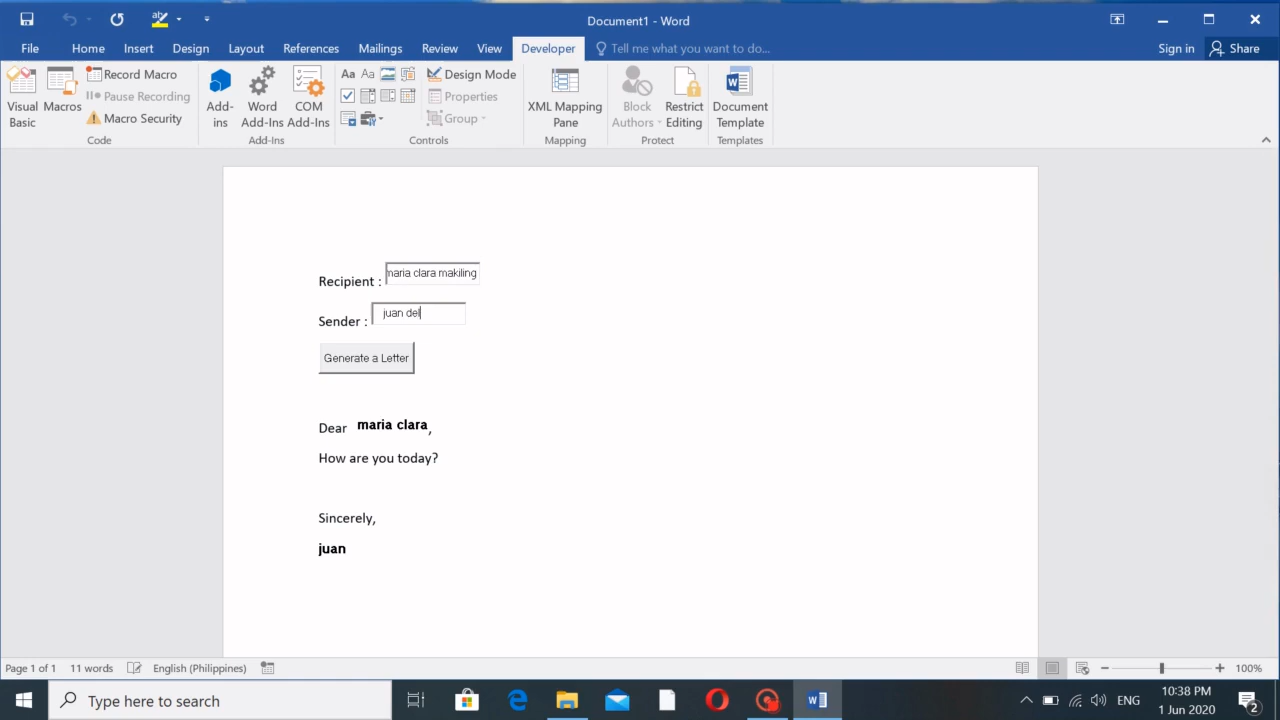 Document1 - Word
File Home Insert Design Layout References Mailings Review View Developer Tell me what you want to do... Sign in Share
Visual Basic
Macros
Record Macro
Pause Recording
Macro Security
Code
Add-ins
Word Add-Ins
COM Add-Ins
Add-Ins
Aa Aa
Design Mode
Properties
Group
Controls
XML Mapping Pane
Mapping
Block Authors
Restrict Editing
Protect
Document Template
Templates
Recipient : maria clara makiling
Sender : juan del
Generate a Letter
Dear maria clara,
How are you today?
Sincerely,
juan
Page 1 of 1 11 words English (Philippines) 100%
Type here to search
ENG
10:38 PM
1 Jun 2020
2